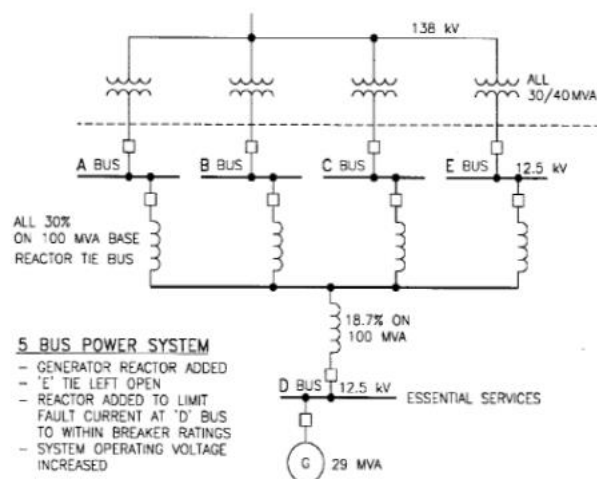 138 kV
ALL
30/40MVA
A BUS
B BUS
C BUS
E BUS
12.5 kV
ALL 30%
ON 100 MVA BASE
REACTOR TIE BUS
18.7% ON
100 MVA
5 BUS POWER SYSTEM
- GENERATOR REACTOR ADDED
- 'E' TIE LEFT OPEN
- REACTOR ADDED TO LIMIT
FAULT CURRENT AT 'D' BUS
TO WITHIN BREAKER RATINGS
- SYSTEM OPERATING VOLTAGE
INCREASED
D BUS
12.5 kV
ESSENTIAL SERVICES
G
29 MVA